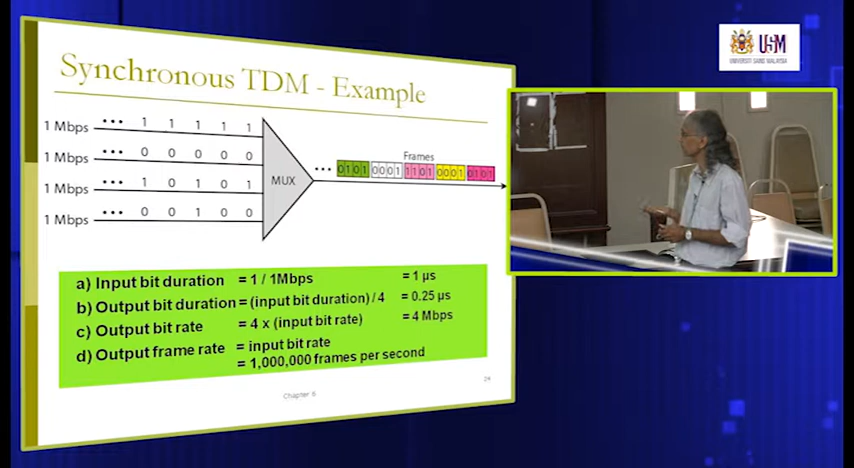 Synchronous TDM - Example
1 Mbps ••• 1 1 1 1 1
1 Mbps ••• 0 0 0 0 0
1 Mbps ••• 1 0 1 0 1
1 Mbps ••• 0 0 1 0 0
MUX
Frames
••• 0101 0001 1101 0001 0101
a) Input bit duration = 1 / 1Mbps = 1 µs
b) Output bit duration = (input bit duration) / 4 = 0.25 µs
c) Output bit rate = 4 x (input bit rate) = 4 Mbps
d) Output frame rate = input bit rate
= 1,000,000 frames per second
Chapter 6
24
USM
UNIVERSITI SAINS MALAYSIA